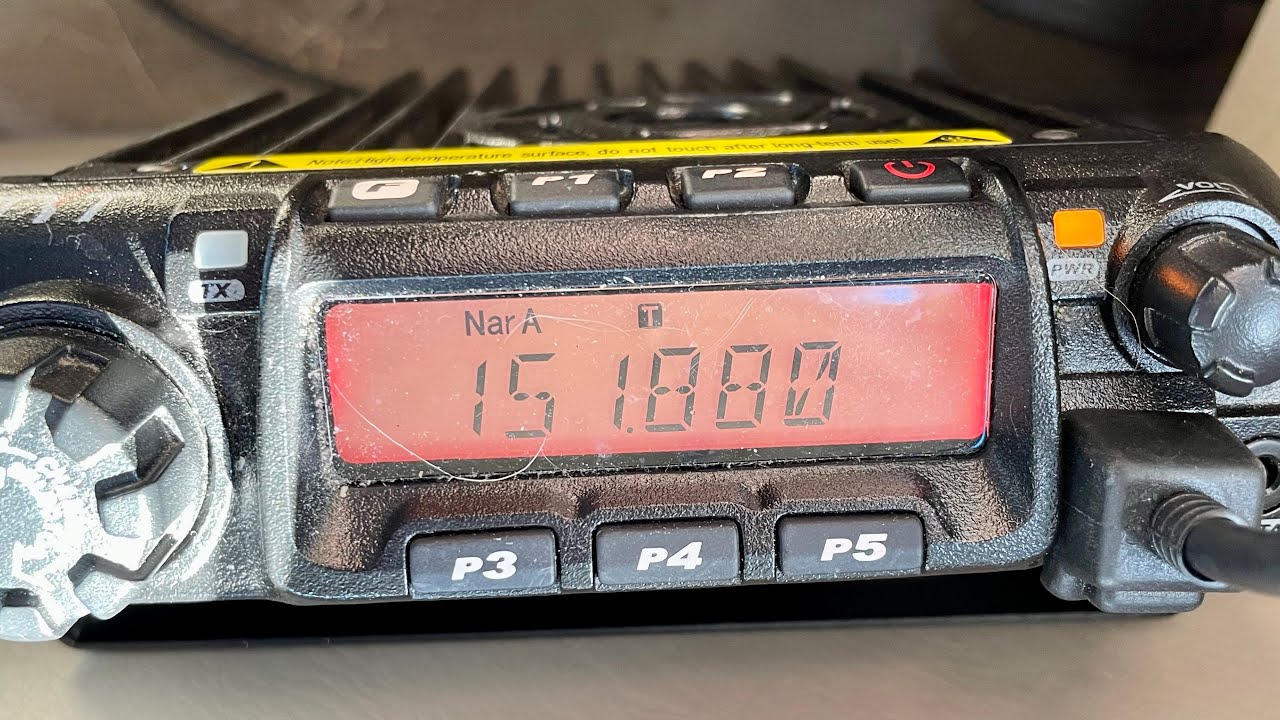 Note:High-temperature surface, do not touch after long-term use!
P1 P2
VOL
TX
PWR
Nar A T
151.880
P3 P4 P5